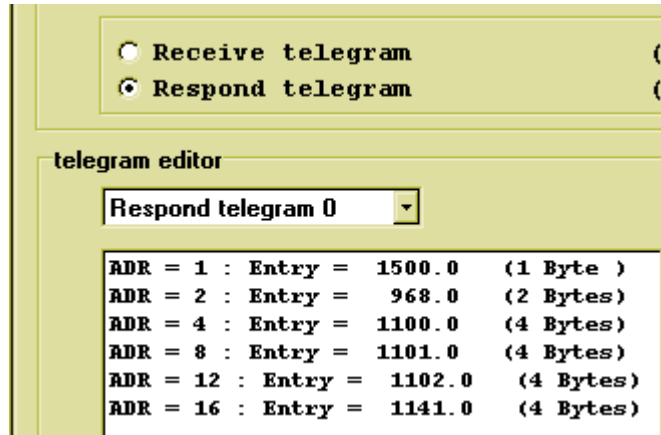 Receive telegram (
Respond telegram (
telegram editor
Respond telegram 0
ADR = 1 : Entry = 1500.0 (1 Byte )
ADR = 2 : Entry = 968.0 (2 Bytes)
ADR = 4 : Entry = 1100.0 (4 Bytes)
ADR = 8 : Entry = 1101.0 (4 Bytes)
ADR = 12 : Entry = 1102.0 (4 Bytes)
ADR = 16 : Entry = 1141.0 (4 Bytes)